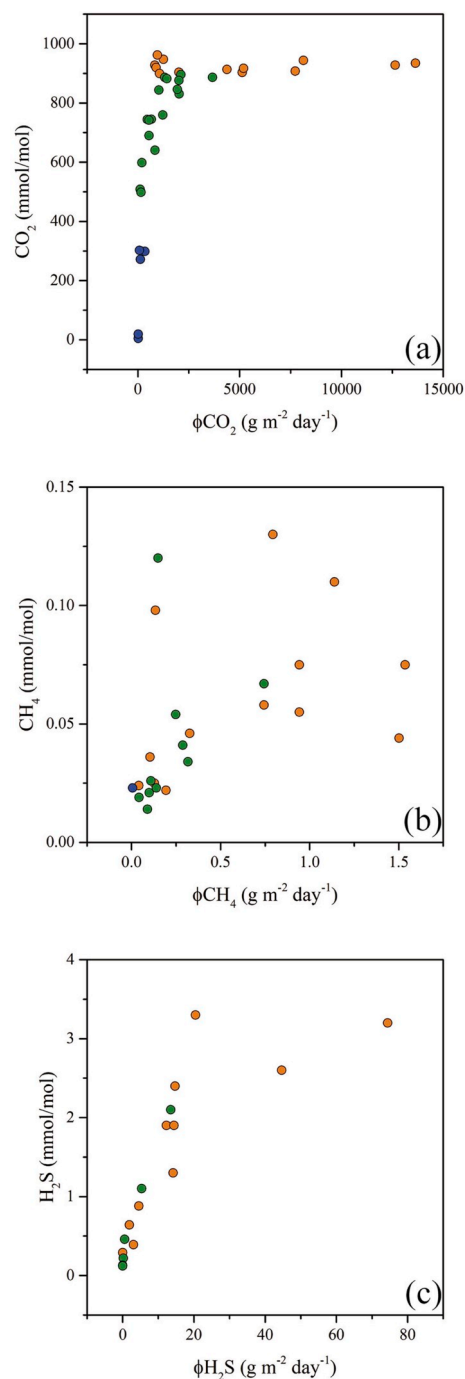 1000
800
600
400
200
0
CO₂ (mmol/mol)
(a)
0 5000 10000 15000
ϕCO₂ (g m⁻² day⁻¹)
0.15
0.10
0.05
0.00
CH₄ (mmol/mol)
(b)
0.0 0.5 1.0 1.5
ϕCH₄ (g m⁻² day⁻¹)
4
3
2
1
0
H₂S (mmol/mol)
(c)
0 20 40 60 80
ϕH₂S (g m⁻² day⁻¹)